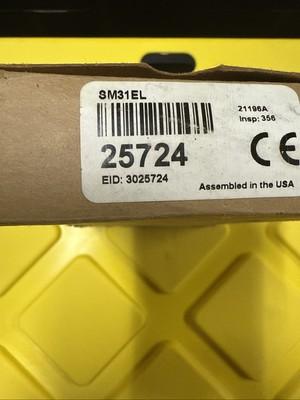 SM31EL
21196A
Insp: 356
25724
CE
EID: 3025724
Assembled in the USA